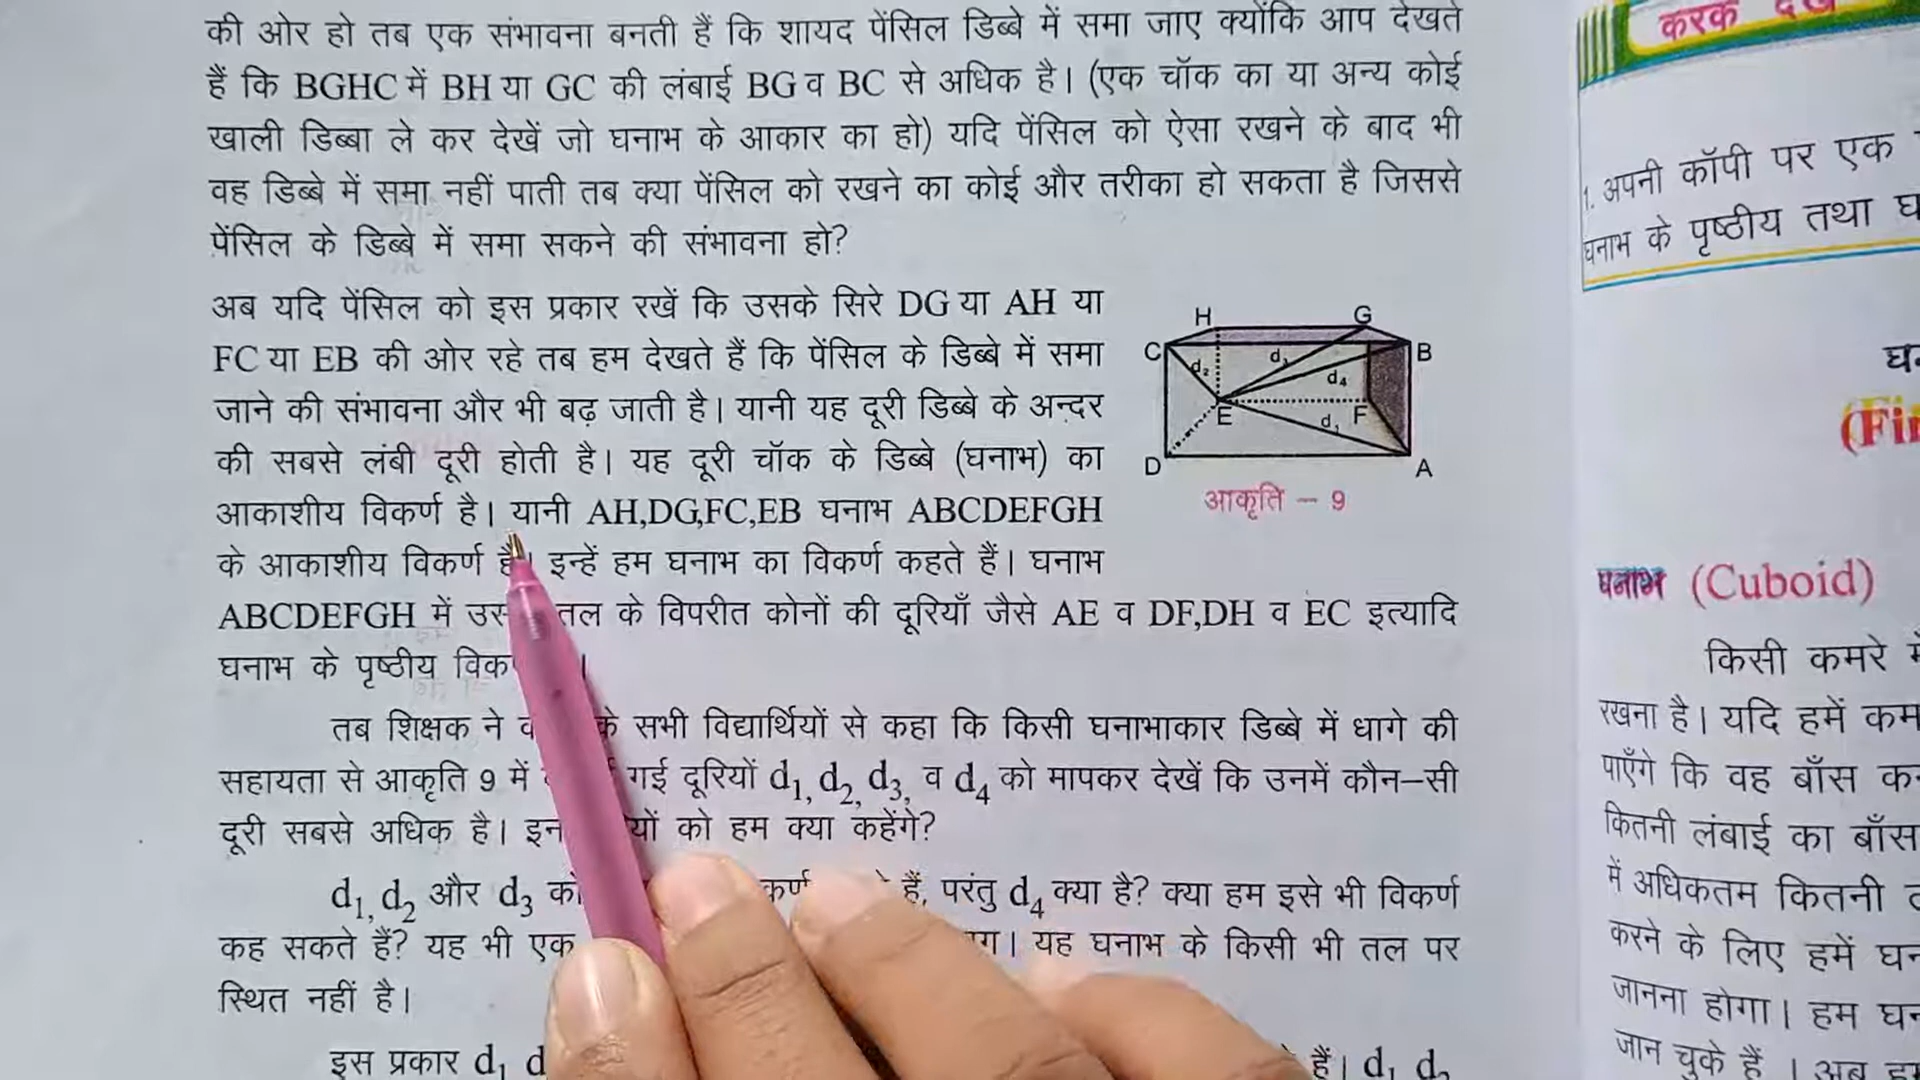 की ओर हो तब एक संभावना बनती हैं कि शायद पेंसिल डिब्बे में समा जाए क्योंकि आप देखते
हैं कि BGHC में BH या GC की लंबाई BG व BC से अधिक है। (एक चॉक का या अन्य कोई
खाली डिब्बा ले कर देखें जो घनाभ के आकार का हो) यदि पेंसिल को ऐसा रखने के बाद भी
वह डिब्बे में समा नहीं पाती तब क्या पेंसिल को रखने का कोई और तरीका हो सकता है जिससे
पेंसिल के डिब्बे में समा सकने की संभावना हो?
अब यदि पेंसिल को इस प्रकार रखें कि उसके सिरे DG या AH या
FC या EB की ओर रहे तब हम देखते हैं कि पेंसिल के डिब्बे में समा
जाने की संभावना और भी बढ़ जाती है। यानी यह दूरी डिब्बे के अन्दर
की सबसे लंबी दूरी होती है। यह दूरी चॉक के डिब्बे (घनाभ) का
आकाशीय विकर्ण है। यानी AH,DG,FC,EB घनाभ ABCDEFGH
के आकाशीय विकर्ण हैं। इन्हें हम घनाभ का विकर्ण कहते हैं। घनाभ
ABCDEFGH में तल के विपरीत कोनों की दूरियाँ जैसे AE व DF,DH व EC इत्यादि
घनाभ के पृष्ठीय
तब शिक्षक ने के सभी विद्यार्थियों से कहा कि किसी घनाभाकार डिब्बे में धागे की
सहायता से आकृति 9 में गई दूरियों d₁, d₂, d₃, व d₄ को मापकर देखें कि उनमें कौन–सी
दूरी सबसे अधिक है। को हम क्या कहेंगे?
d₁, d₂ और d₃ हैं, परंतु d₄ क्या है? क्या हम इसे भी विकर्ण
कह सकते हैं? यह भी एक यह घनाभ के किसी भी तल पर
स्थित नहीं है।
इस प्रकार d₁ हैं। d₁ d₂
H G
C d₂ d₃ B
d₄
E F
d₁
D A
आकृति – 9
करके
1. अपनी कॉपी पर एक
घनाभ के पृष्ठीय तथा
घनाभ (Cuboid)
किसी कमरे
रखना है। यदि हमें
पाएँगे कि वह बाँस
कितनी लंबाई का बाँस
में अधिकतम कितनी
करने के लिए हमें
जानना होगा। हम
जान चुके हैं । अब